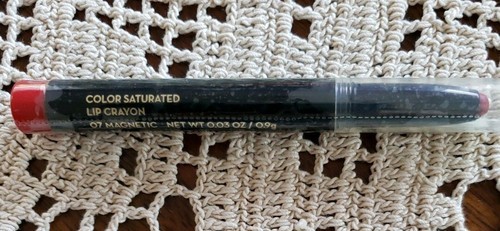 COLOR SATURATED
LIP CRAYON
07 MAGNETIC NET WT 0.03 OZ / 0.9g